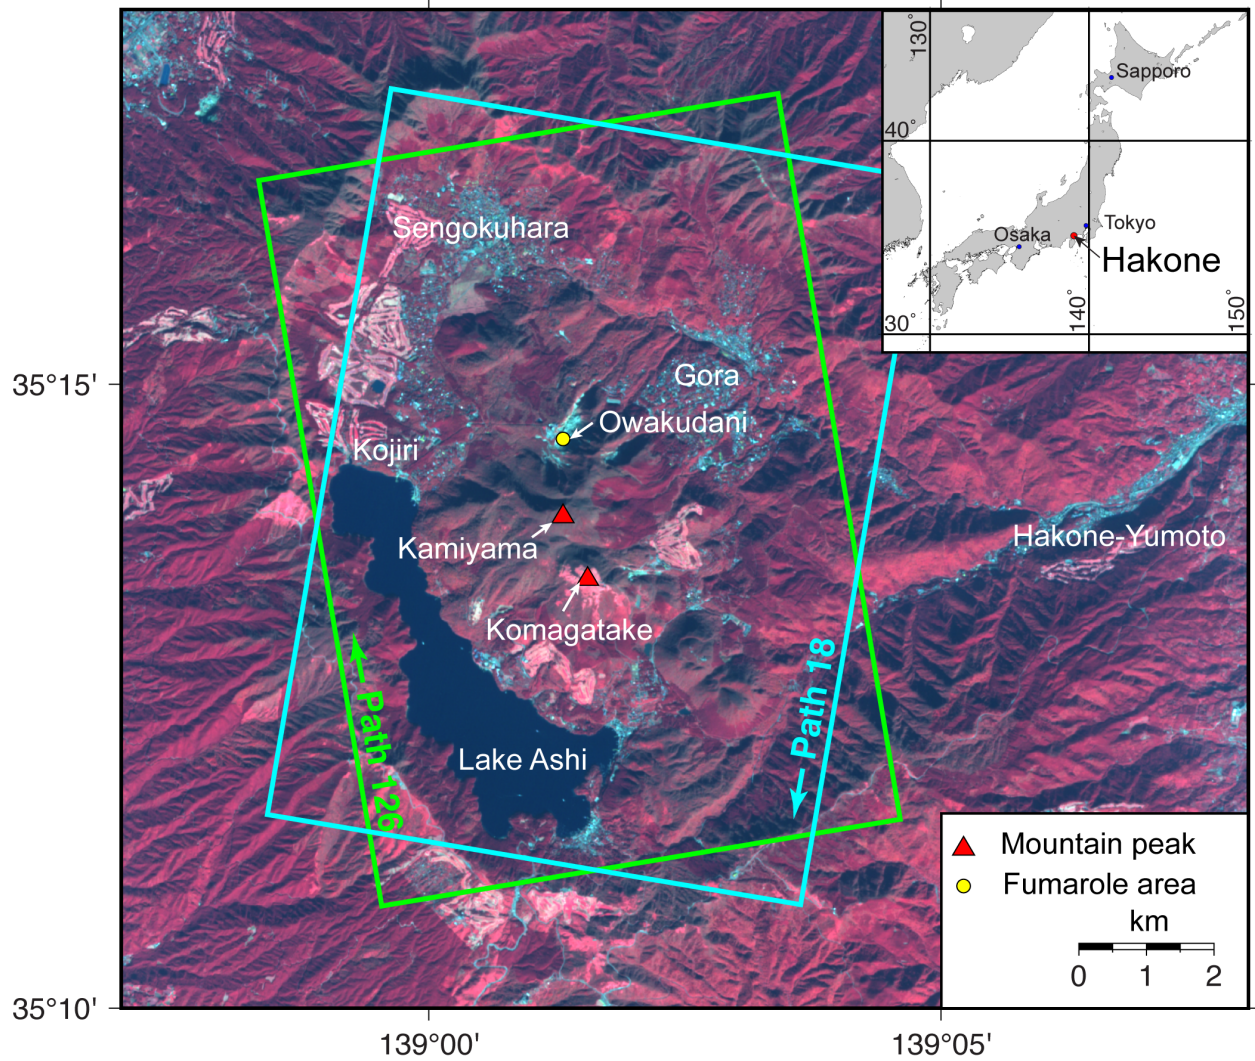 130°
Sapporo
40°
Tokyo
Osaka
Hakone
30°
140°
150°
Sengokuhara
35°15'
Gora
Owakudani
Kojiri
Hakone-Yumoto
Kamiyama
Komagatake
Path 18
Path 126
Lake Ashi
Mountain peak
Fumarole area
km
0 1 2
35°10'
139°00'
139°05'